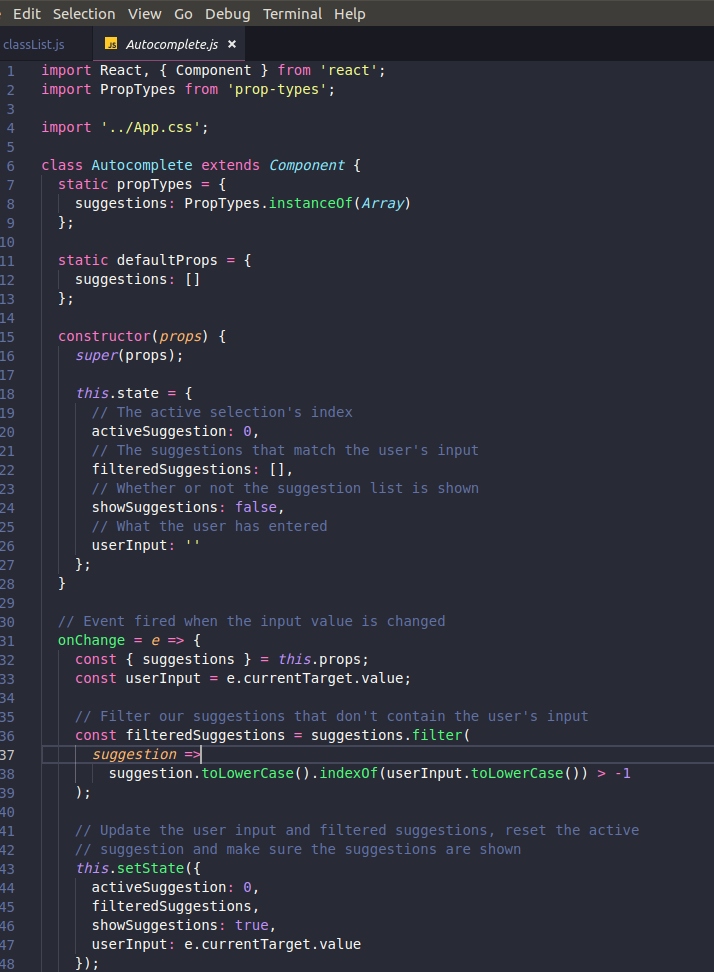 Edit Selection View Go Debug Terminal Help
classList.js JS Autocomplete.js ×
1 import React, { Component } from 'react';
2 import PropTypes from 'prop-types';
3
4 import '../App.css';
5
6 class Autocomplete extends Component {
7   static propTypes = {
8     suggestions: PropTypes.instanceOf(Array)
9   };
10
11   static defaultProps = {
12     suggestions: []
13   };
14
15   constructor(props) {
16     super(props);
17
18     this.state = {
19       // The active selection's index
20       activeSuggestion: 0,
21       // The suggestions that match the user's input
22       filteredSuggestions: [],
23       // Whether or not the suggestion list is shown
24       showSuggestions: false,
25       // What the user has entered
26       userInput: ''
27     };
28   }
29
30   // Event fired when the input value is changed
31   onChange = e => {
32     const { suggestions } = this.props;
33     const userInput = e.currentTarget.value;
34
35     // Filter our suggestions that don't contain the user's input
36     const filteredSuggestions = suggestions.filter(
37       suggestion =>
38         suggestion.toLowerCase().indexOf(userInput.toLowerCase()) > -1
39     );
40
41     // Update the user input and filtered suggestions, reset the active
42     // suggestion and make sure the suggestions are shown
43     this.setState({
44       activeSuggestion: 0,
45       filteredSuggestions,
46       showSuggestions: true,
47       userInput: e.currentTarget.value
48     });